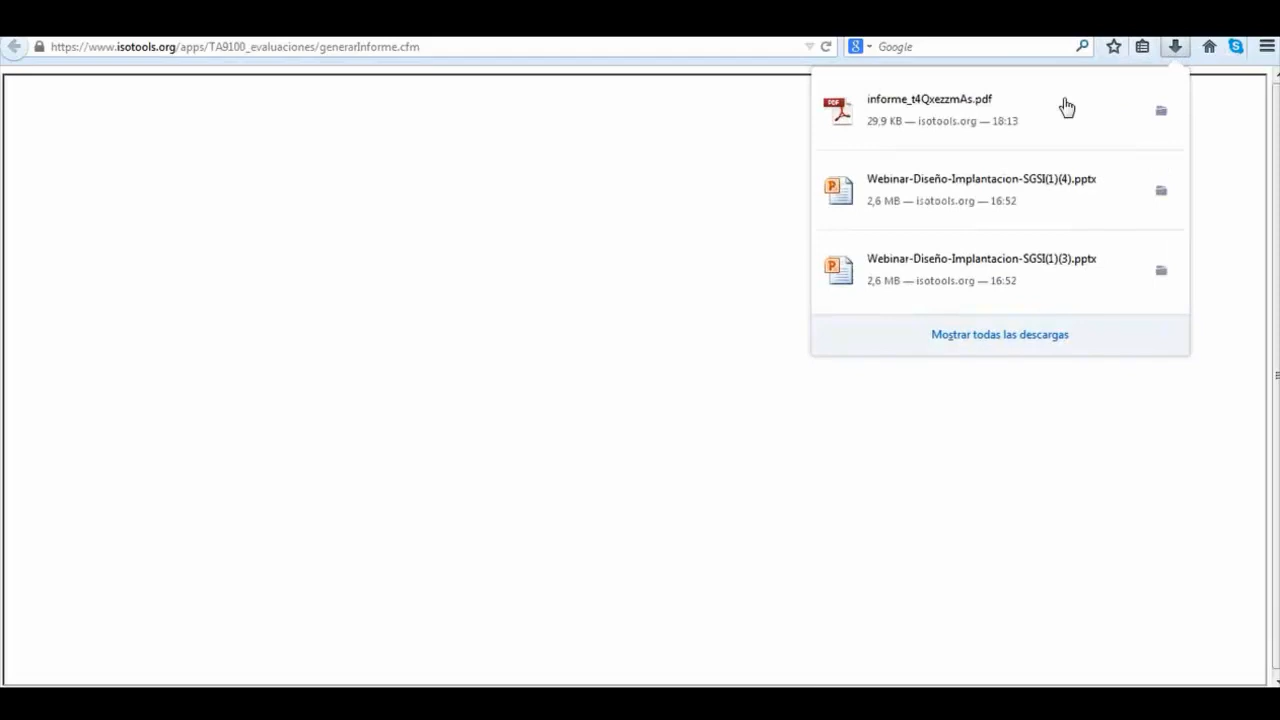 https://www.isotools.org/apps/TA9100_evaluaciones/generarInforme.cfm
8
Google
PDF
informe_t4QxezzmAs.pdf
29,9 KB — isotools.org — 18:13
P
Webinar-Diseño-Implantacion-SGSI(1)(4).pptx
2,6 MB — isotools.org — 16:52
P
Webinar-Diseño-Implantacion-SGSI(1)(3).pptx
2,6 MB — isotools.org — 16:52
Mostrar todas las descargas